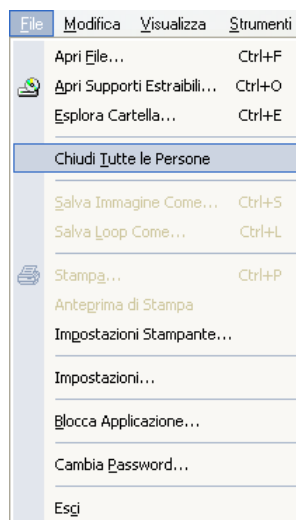 File Modifica Visualizza Strumenti
Apri File... Ctrl+F
Apri Supporti Estraibili... Ctrl+O
Esplora Cartella... Ctrl+E
Chiudi Tutte le Persone
Salva Immagine Come... Ctrl+S
Salva Loop Come... Ctrl+L
Stampa... Ctrl+P
Anteprima di Stampa
Impostazioni Stampante...
Impostazioni...
Blocca Applicazione...
Cambia Password...
Esci